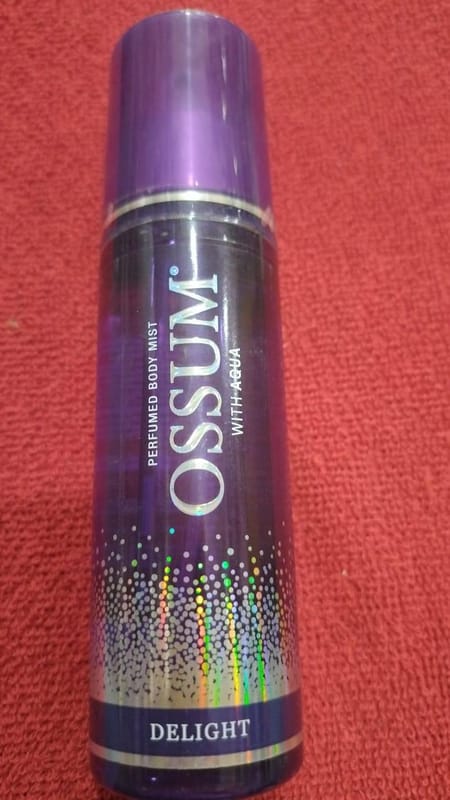 PERFUMED BODY MIST
OSSUM®
WITH AQUA
DELIGHT